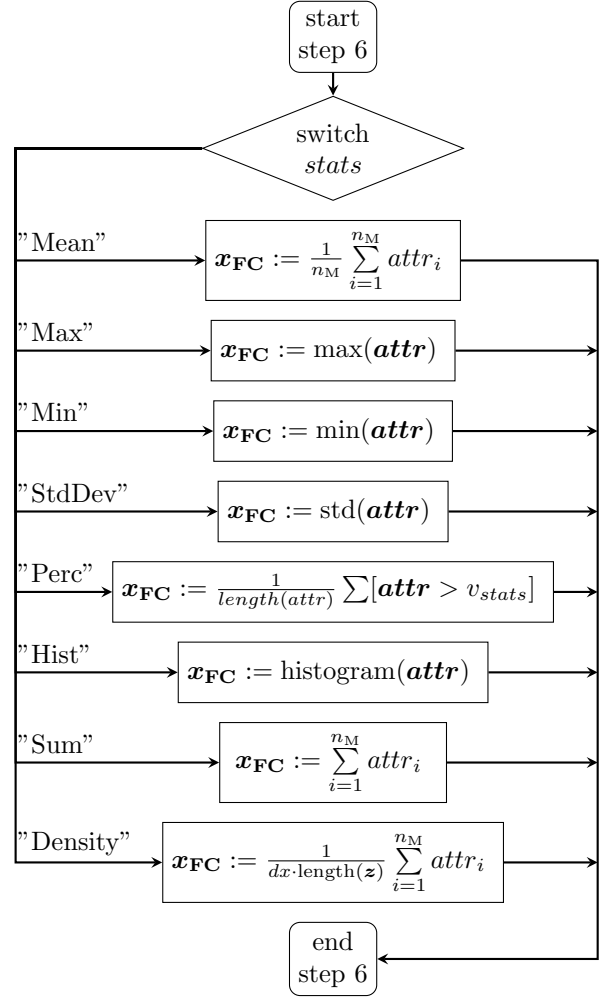 start
step 6
switch
stats
"Mean"
x_FC := 1/n_M ∑_{i=1}^{n_M} attr_i
"Max"
x_FC := max(attr)
"Min"
x_FC := min(attr)
"StdDev"
x_FC := std(attr)
"Perc"
x_FC := 1/length(attr) ∑[attr > v_stats]
"Hist"
x_FC := histogram(attr)
"Sum"
x_FC := ∑_{i=1}^{n_M} attr_i
"Density"
x_FC := 1/(dx·length(z)) ∑_{i=1}^{n_M} attr_i
end
step 6